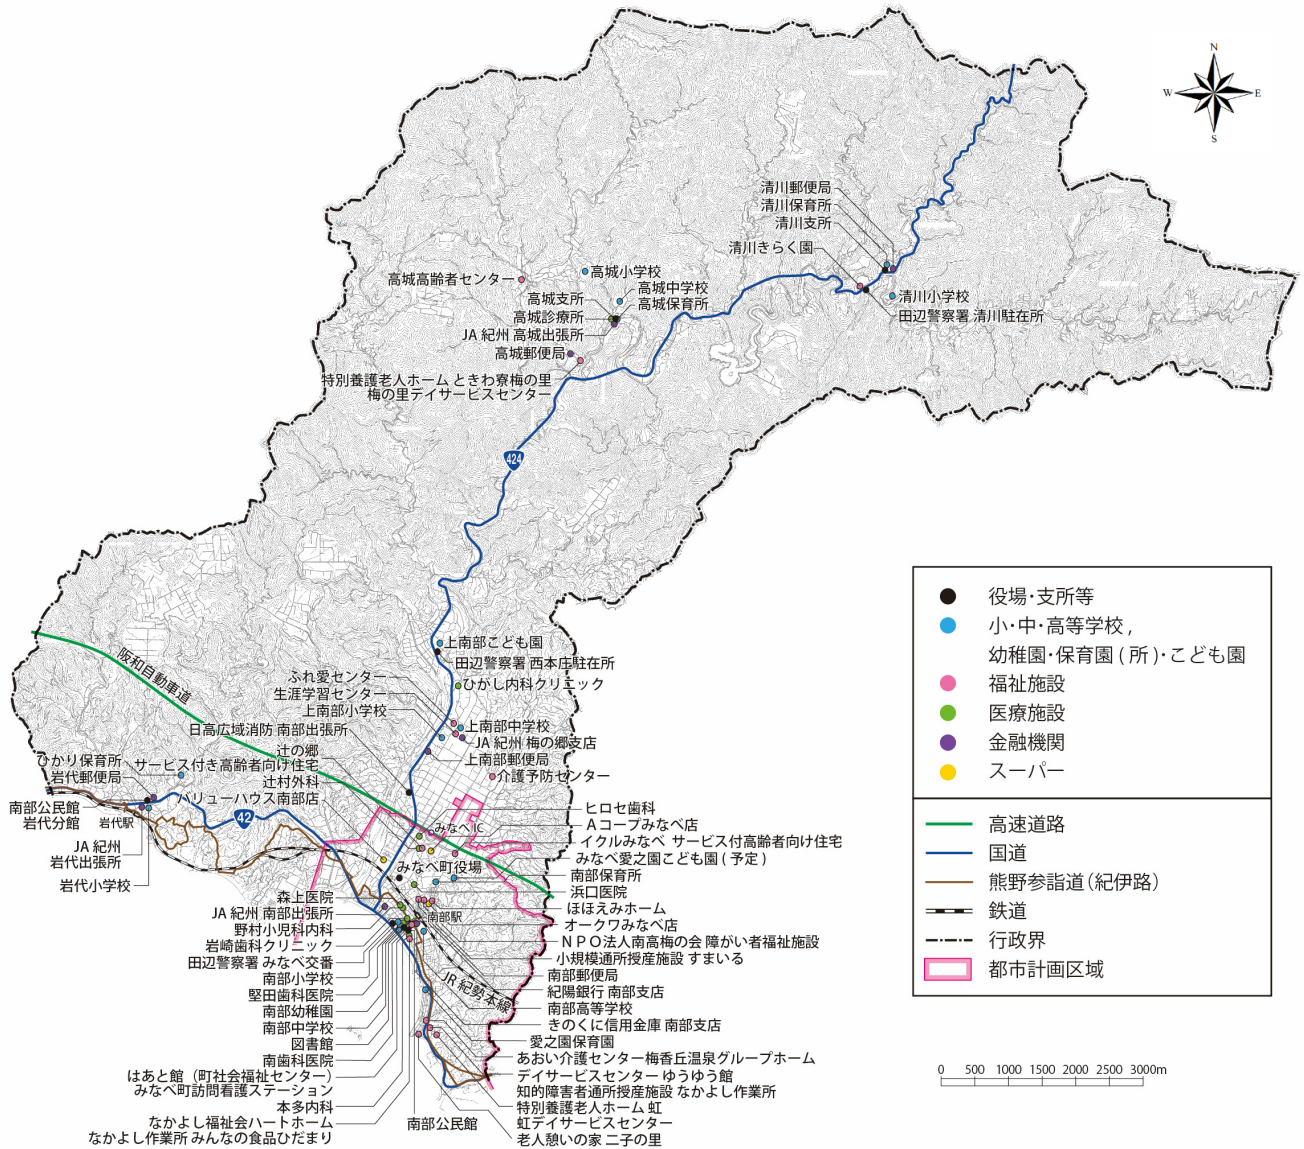 N
W
E
S
清川郵便局
清川保育所
清川支所
清川きらく園
清川小学校
田辺警察署 清川駐在所
高城高齢者センター
高城小学校
高城中学校
高城支所
高城保育所
高城診療所
JA 紀州 高城出張所
高城郵便局
特別養護老人ホーム ときわ寮梅の里
梅の里デイサービスセンター
424
上南部こども園
田辺警察署 西本庄駐在所
ふれ愛センター
ひがし内科クリニック
生涯学習センター
上南部小学校
上南部中学校
日高広域消防 南部出張所
JA 紀州 梅の郷支店
辻の郷
上南部郵便局
サービス付き高齢者向け住宅
介護予防センター
辻村外科
バリューハウス南部店
阪和自動車道
ひかり保育所
岩代郵便局
南部公民館
岩代分館
岩代駅
JA 紀州
岩代出張所
岩代小学校
42
みなべ IC
みなべ町役場
南部駅
JR 紀勢本線
ヒロセ歯科
A コープみなべ店
イクルみなべ サービス付高齢者向け住宅
みなべ愛之園こども園 ( 予定 )
南部保育所
浜口医院
ほほえみホーム
オークワみなべ店
ＮＰＯ法人南高梅の会 障がい者福祉施設
小規模通所授産施設 すまいる
南部郵便局
紀陽銀行 南部支店
南部高等学校
きのくに信用金庫 南部支店
愛之園保育園
あおい介護センター梅香丘温泉グループホーム
デイサービスセンター ゆうゆう館
知的障害者通所授産施設 なかよし作業所
特別養護老人ホーム 虹
虹デイサービスセンター
老人憩いの家 二子の里
森上医院
JA 紀州 南部出張所
野村小児科内科
岩崎歯科クリニック
田辺警察署 みなべ交番
南部小学校
堅田歯科医院
南部幼稚園
南部中学校
図書館
南歯科医院
はあと館（町社会福祉センター）
みなべ町訪問看護ステーション
本多内科
なかよし福祉会ハートホーム
なかよし作業所 みんなの食品ひだまり
南部公民館
役場・支所等
小・中・高等学校 ,
幼稚園・保育園 ( 所 )・こども園
福祉施設
医療施設
金融機関
スーパー
高速道路
国道
熊野参詣道（紀伊路）
鉄道
行政界
都市計画区域
0 500 1000 2000 3000m